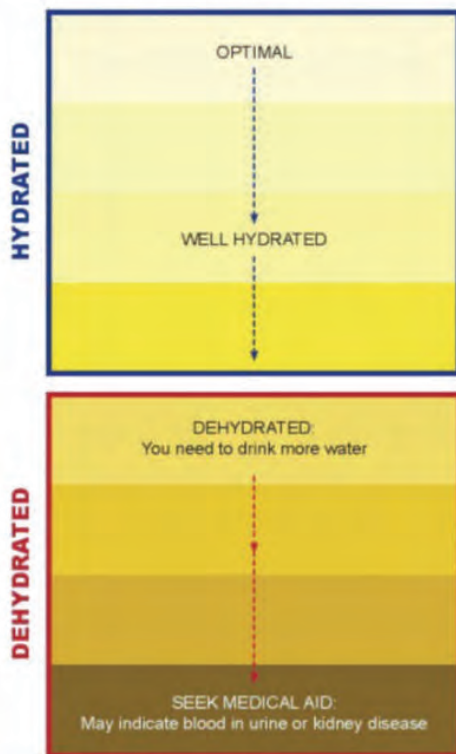 HYDRATED
OPTIMAL
WELL HYDRATED
DEHYDRATED
DEHYDRATED:
You need to drink more water
SEEK MEDICAL AID:
May indicate blood in urine or kidney disease